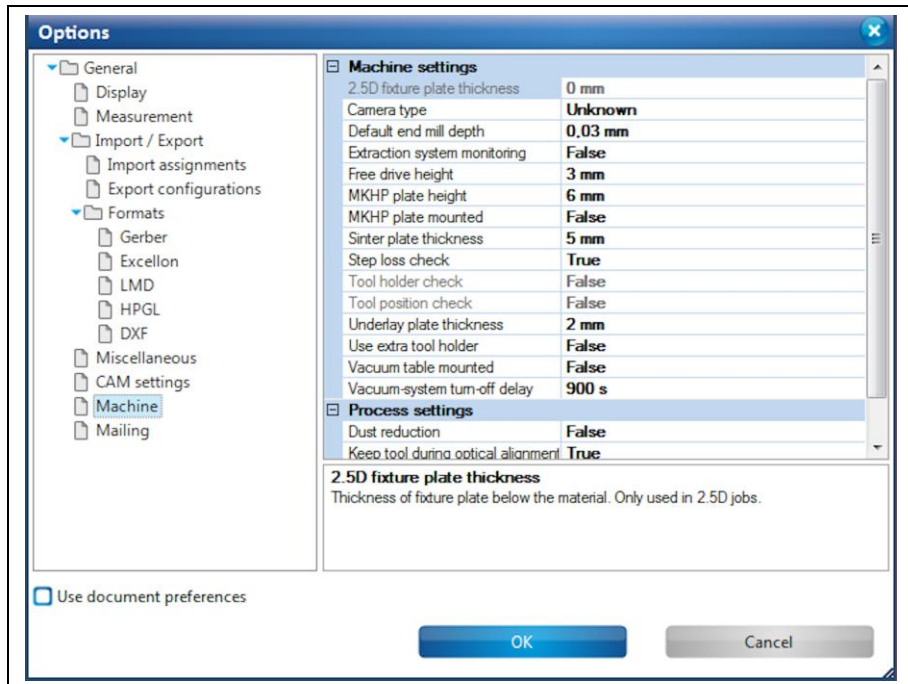 Options
General
Display
Measurement
Import / Export
Import assignments
Export configurations
Formats
Gerber
Excellon
LMD
HPGL
DXF
Miscellaneous
CAM settings
Machine
Mailing
Machine settings
2.5D fixture plate thickness 0 mm
Camera type Unknown
Default end mill depth 0,03 mm
Extraction system monitoring False
Free drive height 3 mm
MKHP plate height 6 mm
MKHP plate mounted False
Sinter plate thickness 5 mm
Step loss check True
Tool holder check False
Tool position check False
Underlay plate thickness 2 mm
Use extra tool holder False
Vacuum table mounted False
Vacuum-system turn-off delay 900 s
Process settings
Dust reduction False
Keep tool during optical alignment True
2.5D fixture plate thickness
Thickness of fixture plate below the material. Only used in 2.5D jobs.
Use document preferences
OK Cancel